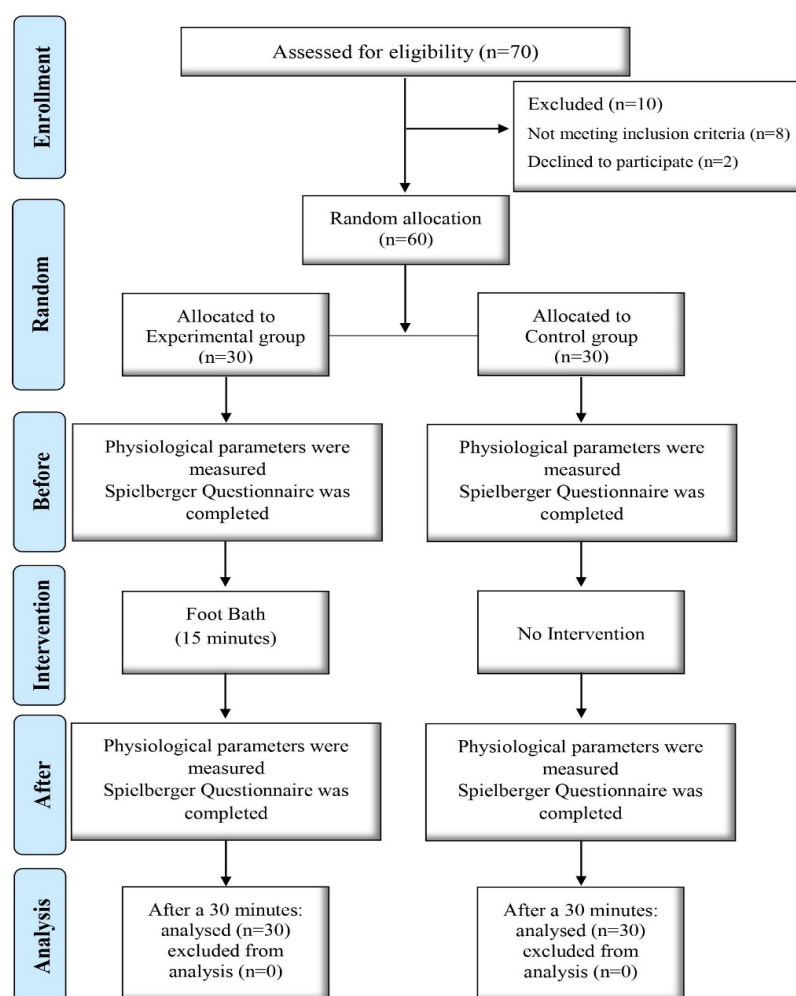 Enrollment
Assessed for eligibility (n=70)
Excluded (n=10)
Not meeting inclusion criteria (n=8)
Declined to participate (n=2)
Random
Random allocation
(n=60)
Allocated to
Experimental group
(n=30)
Allocated to
Control group
(n=30)
Before
Physiological parameters were
measured
Spielberger Questionnaire was
completed
Physiological parameters were
measured
Spielberger Questionnaire was
completed
Intervention
Foot Bath
(15 minutes)
No Intervention
After
Physiological parameters were
measured
Spielberger Questionnaire was
completed
Physiological parameters were
measured
Spielberger Questionnaire was
completed
Analysis
After a 30 minutes:
analysed (n=30)
excluded from
analysis (n=0)
After a 30 minutes:
analysed (n=30)
excluded from
analysis (n=0)